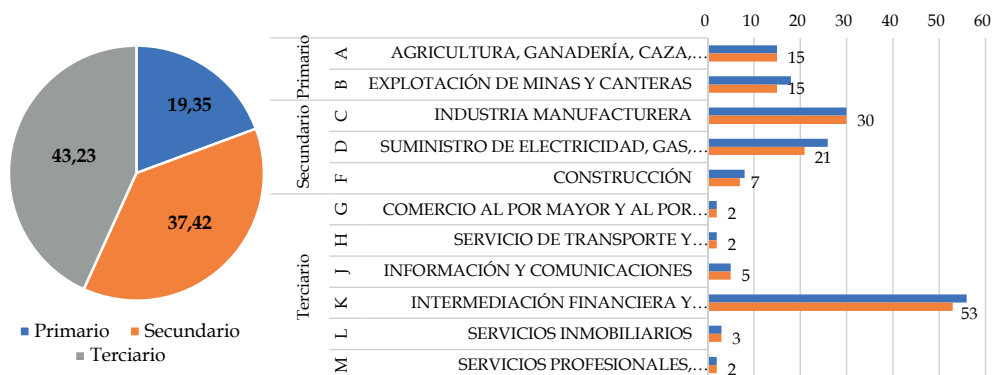 19,35
43,23
37,42
Primario Secundario
Terciario
0 10 20 30 40 50 60
Primario
A AGRICULTURA, GANADERÍA, CAZA,... 15
B EXPLOTACIÓN DE MINAS Y CANTERAS 15
Secundario
C INDUSTRIA MANUFACTURERA 30
D SUMINISTRO DE ELECTRICIDAD, GAS,... 21
F CONSTRUCCIÓN 7
Terciario
G COMERCIO AL POR MAYOR Y AL POR... 2
H SERVICIO DE TRANSPORTE Y... 2
J INFORMACIÓN Y COMUNICACIONES 5
K INTERMEDIACIÓN FINANCIERA Y... 53
L SERVICIOS INMOBILIARIOS 3
M SERVICIOS PROFESIONALES,... 2